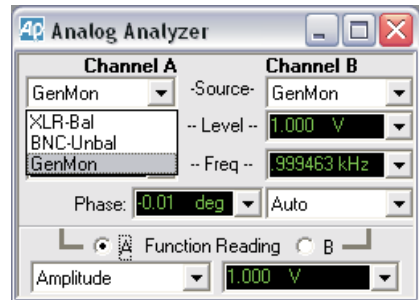 Ap Analog Analyzer
Channel A Channel B
GenMon -Source- GenMon
XLR-Bal
BNC-Unbal
GenMon
-- Level -- 1.000 V
-- Freq -- .999463 kHz
Phase: -0.01 deg Auto
A Function Reading B
Amplitude 1.000 V